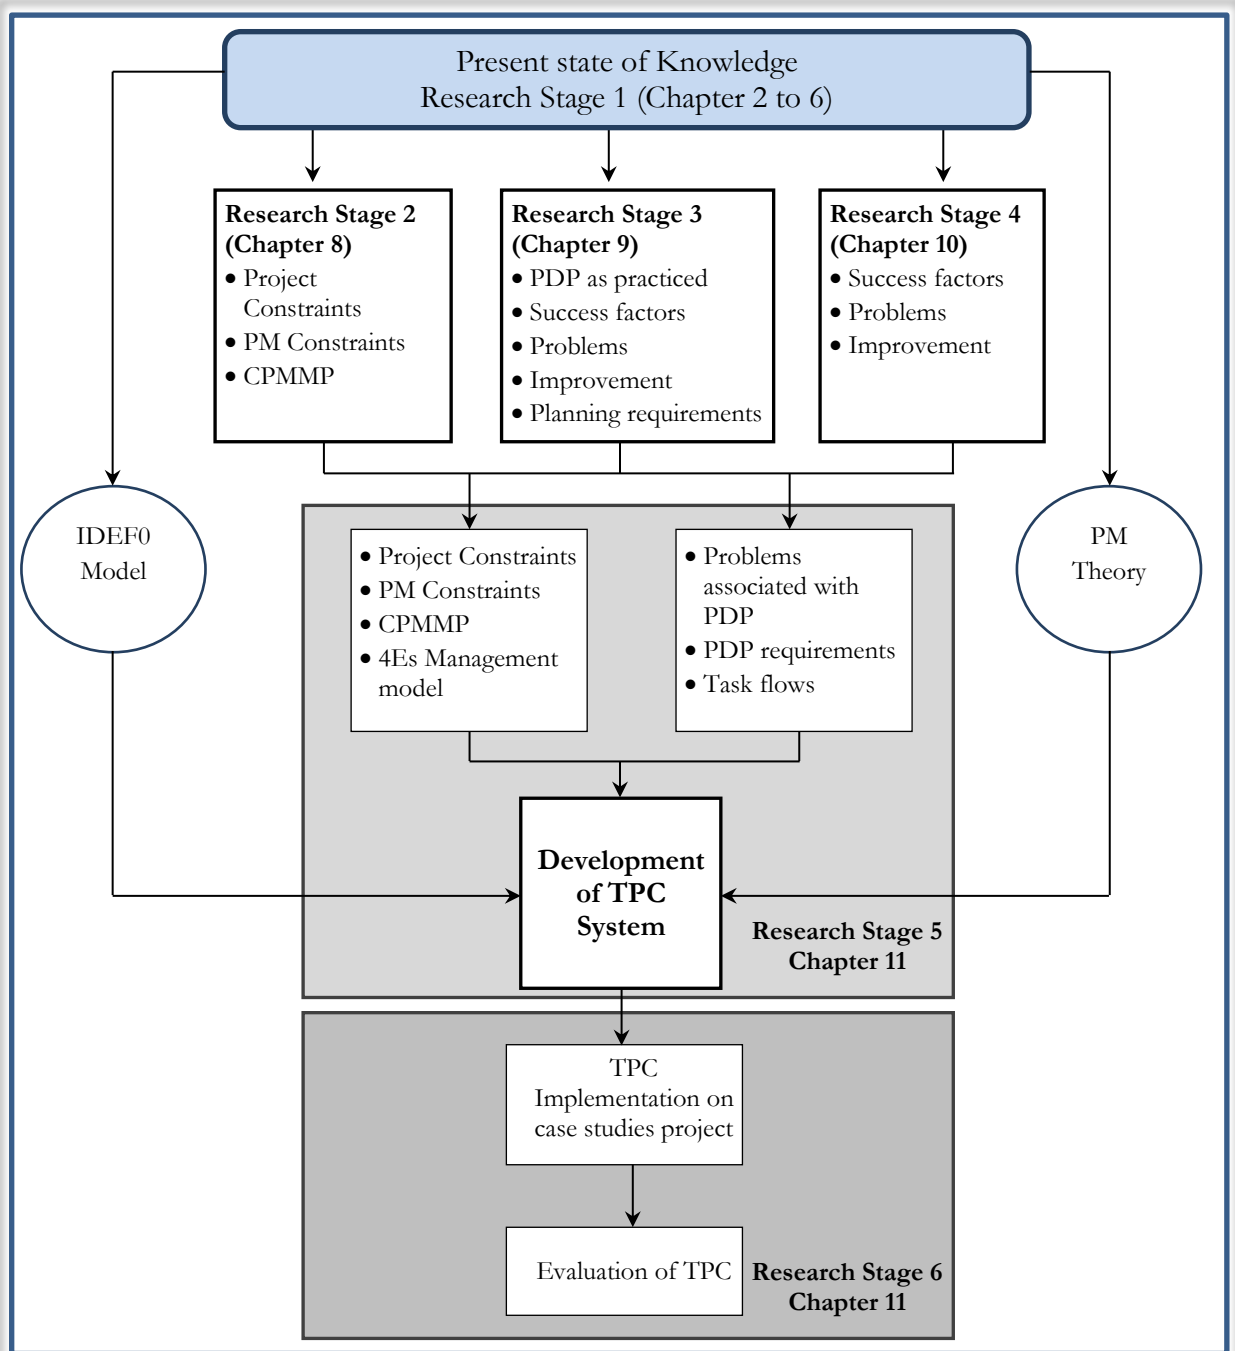 Present state of Knowledge
Research Stage 1 (Chapter 2 to 6)
Research Stage 2
(Chapter 8)
• Project
Constraints
• PM Constraints
• CPMMP
Research Stage 3
(Chapter 9)
• PDP as practiced
• Success factors
• Problems
• Improvement
• Planning requirements
Research Stage 4
(Chapter 10)
• Success factors
• Problems
• Improvement
IDEF0
Model
• Project Constraints
• PM Constraints
• CPMMP
• 4Es Management
model
• Problems
associated with
PDP
• PDP requirements
• Task flows
PM
Theory
Development
of TPC
System
Research Stage 5
Chapter 11
TPC
Implementation on
case studies project
Evaluation of TPC
Research Stage 6
Chapter 11